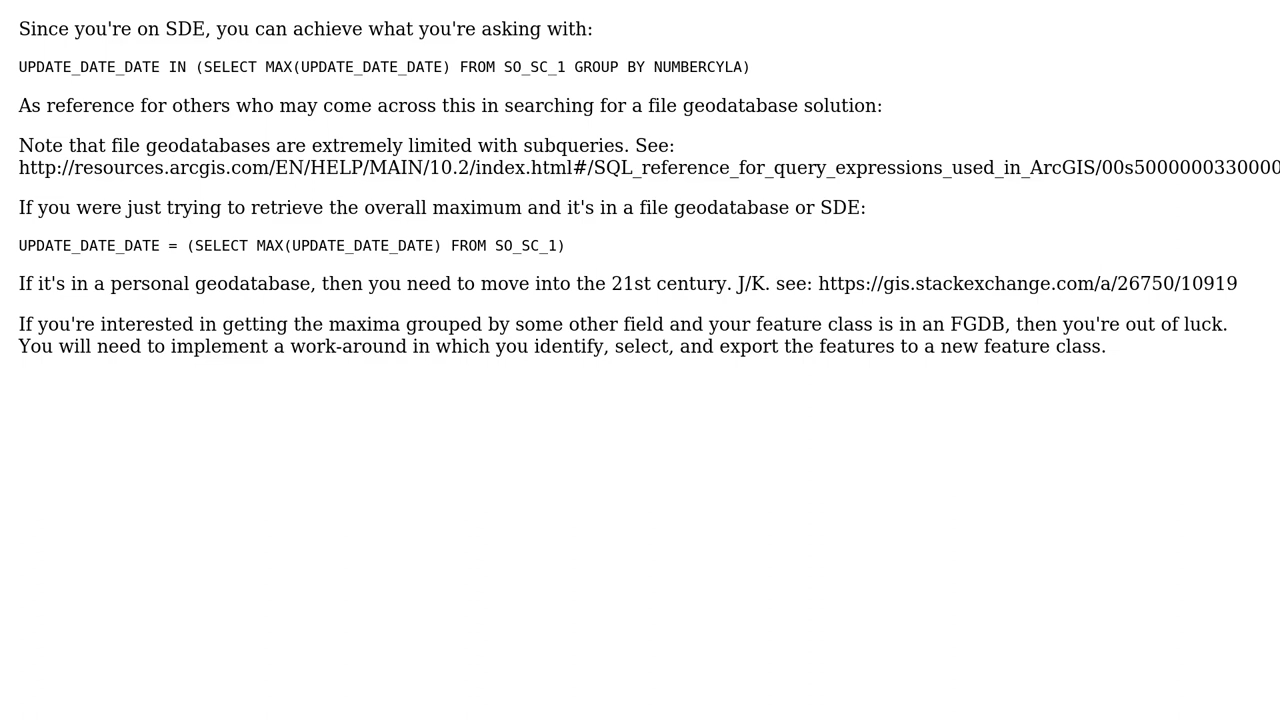 Since you're on SDE, you can achieve what you're asking with:
UPDATE_DATE_DATE IN (SELECT MAX(UPDATE_DATE_DATE) FROM SO_SC_1 GROUP BY NUMBERCYLA)
As reference for others who may come across this in searching for a file geodatabase solution:
Note that file geodatabases are extremely limited with subqueries. See:
http://resources.arcgis.com/EN/HELP/MAIN/10.2/index.html#/SQL_reference_for_query_expressions_used_in_ArcGIS/00s5000000330000
If you were just trying to retrieve the overall maximum and it's in a file geodatabase or SDE:
UPDATE_DATE_DATE = (SELECT MAX(UPDATE_DATE_DATE) FROM SO_SC_1)
If it's in a personal geodatabase, then you need to move into the 21st century. J/K. see: https://gis.stackexchange.com/a/26750/10919
If you're interested in getting the maxima grouped by some other field and your feature class is in an FGDB, then you're out of luck.
You will need to implement a work-around in which you identify, select, and export the features to a new feature class.